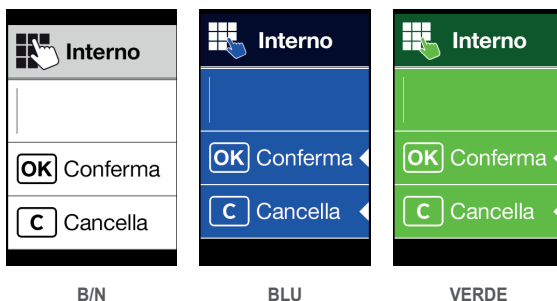 Interno
OK Conferma
C Cancella
B/N
Interno
OK Conferma
C Cancella
BLU
Interno
OK Conferma
C Cancella
VERDE